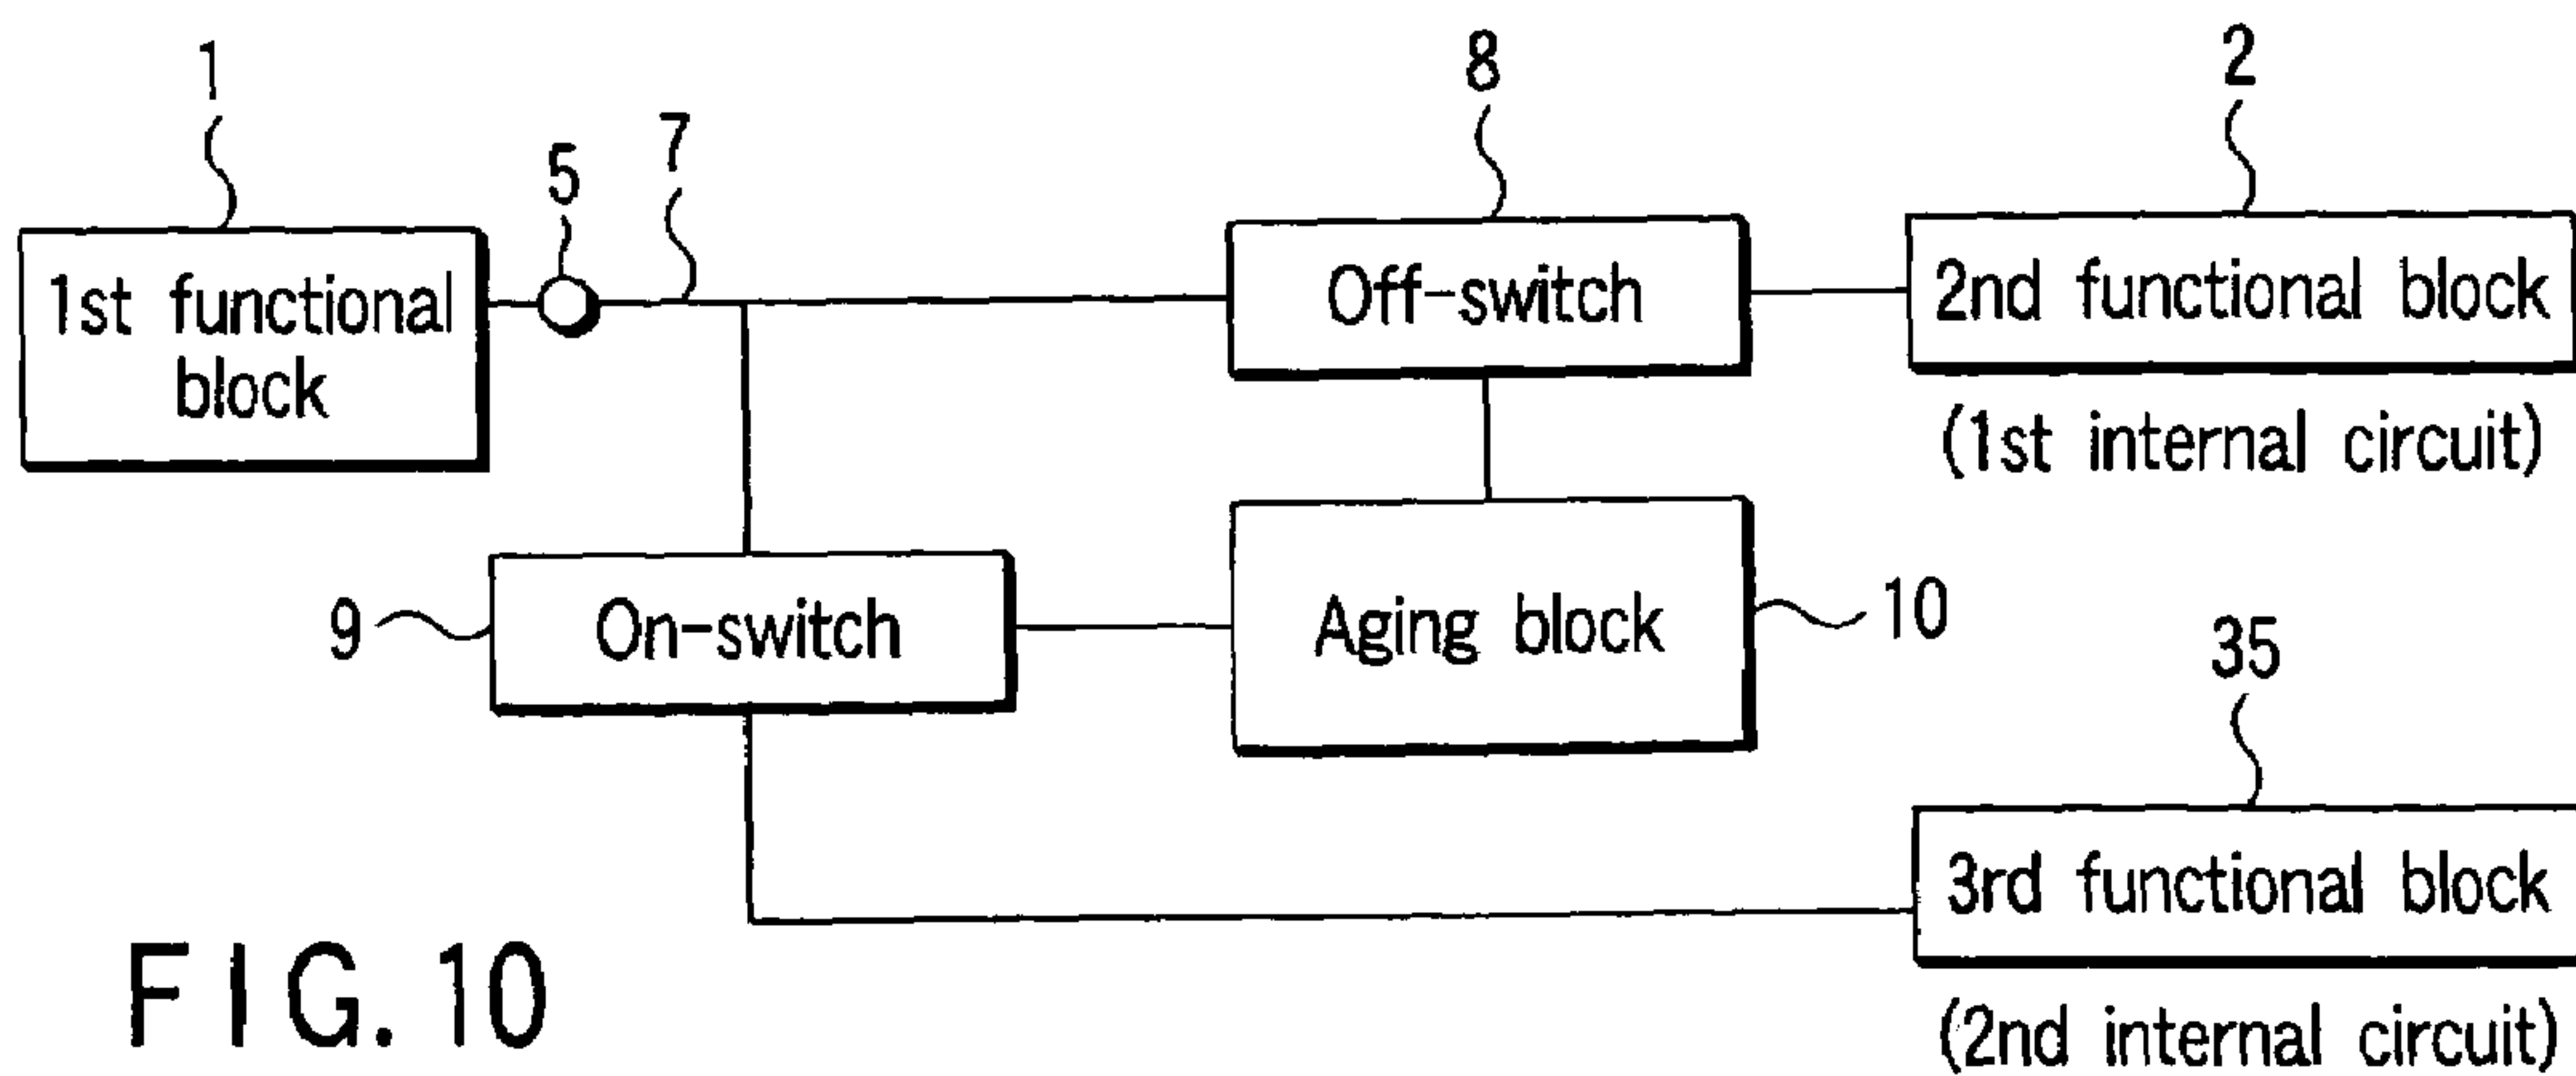 1
5
7
8
2
1st functional
block
Off-switch
2nd functional block
(1st internal circuit)
9
On-switch
Aging block
10
35
3rd functional block
(2nd internal circuit)
FIG. 10